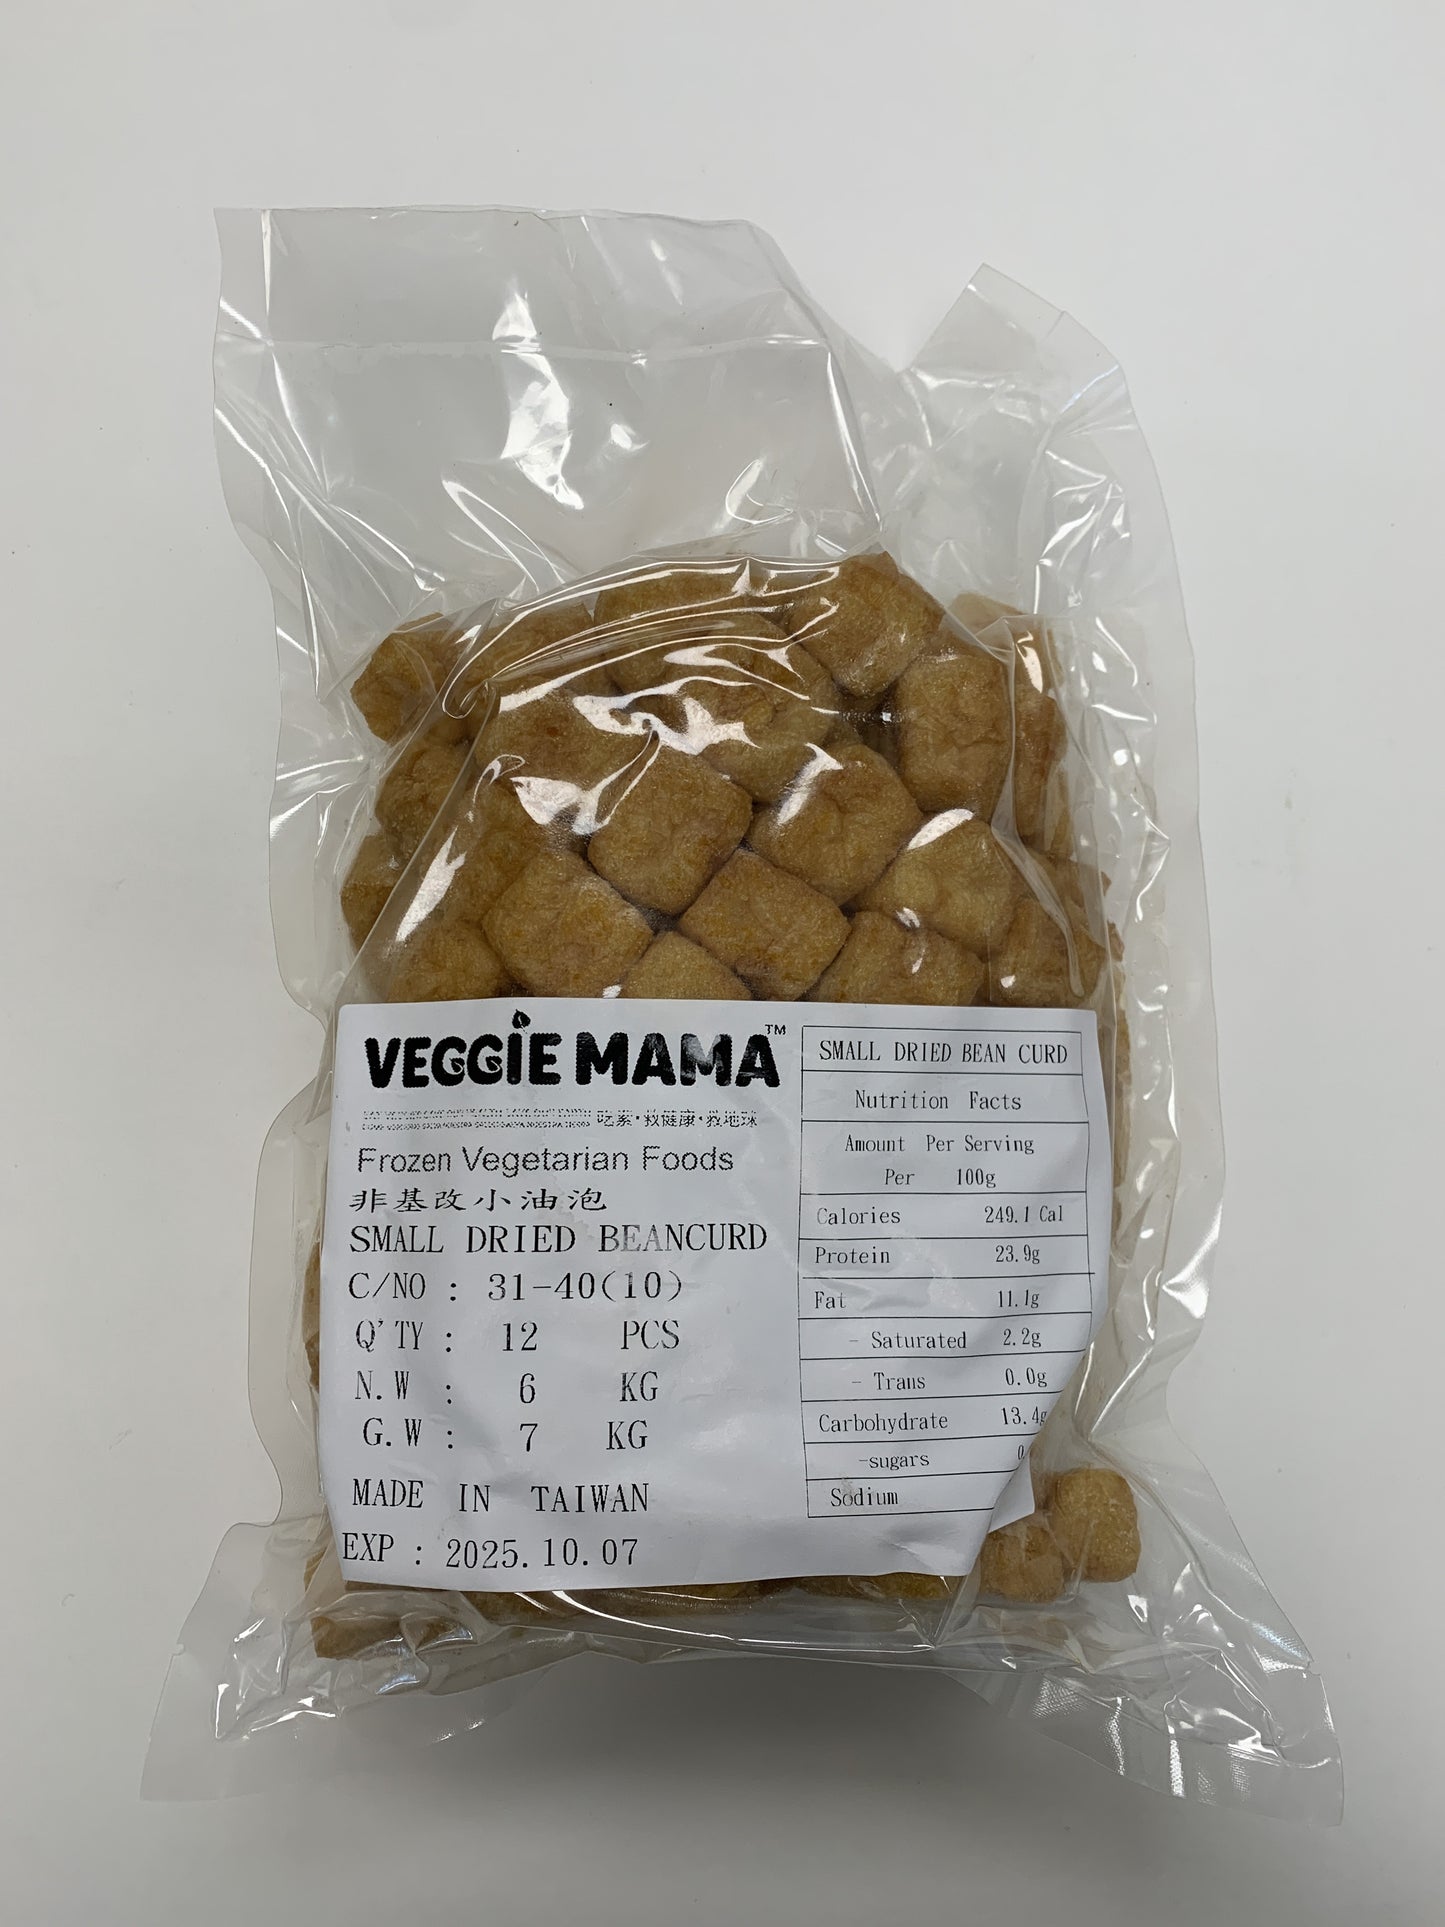 VEGGIE MAMA™
吃素·救健康·救地球
Frozen Vegetarian Foods
非基改小油泡
SMALL DRIED BEANCURD
C/NO : 31-40(10)
Q'TY : 12 PCS
N.W : 6 KG
G.W : 7 KG
MADE IN TAIWAN
EXP : 2025.10.07
SMALL DRIED BEAN CURD
Nutrition Facts
Amount Per Serving
Per 100g
Calories 249.1 Cal
Protein 23.9g
Fat 11.1g
- Saturated 2.2g
- Trans 0.0g
Carbohydrate 13.4g
-sugars
Sodium